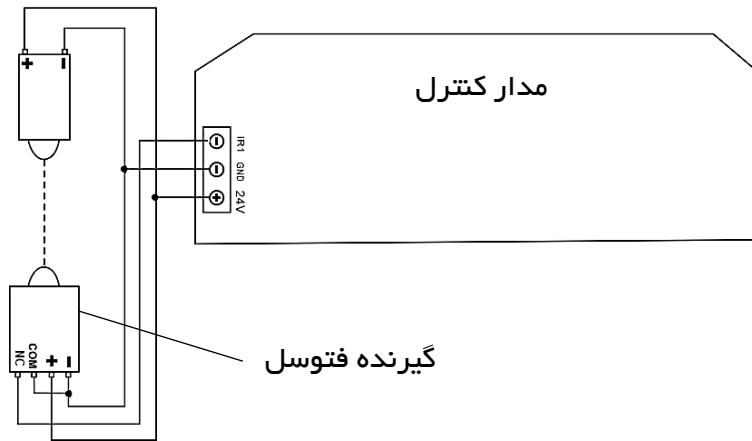 + -
مدار کنترل
IR1
GND
24V
گیرنده فتوسل
NC COM + -